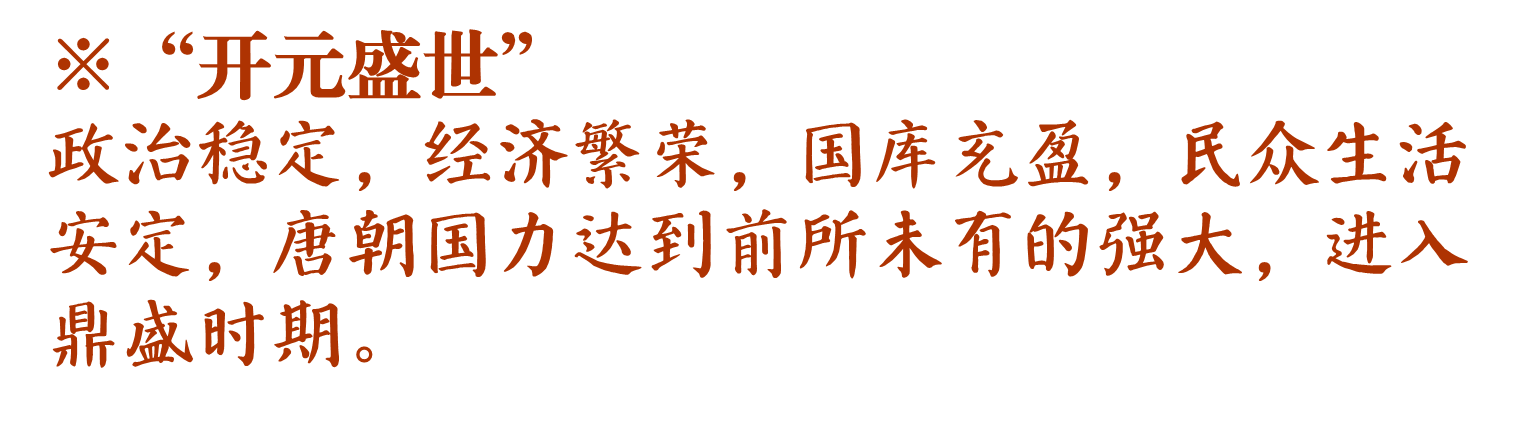 ※“开元盛世”
政治稳定，经济繁荣，国库充盈，民众生活
安定，唐朝国力达到前所未有的强大，进入
鼎盛时期。